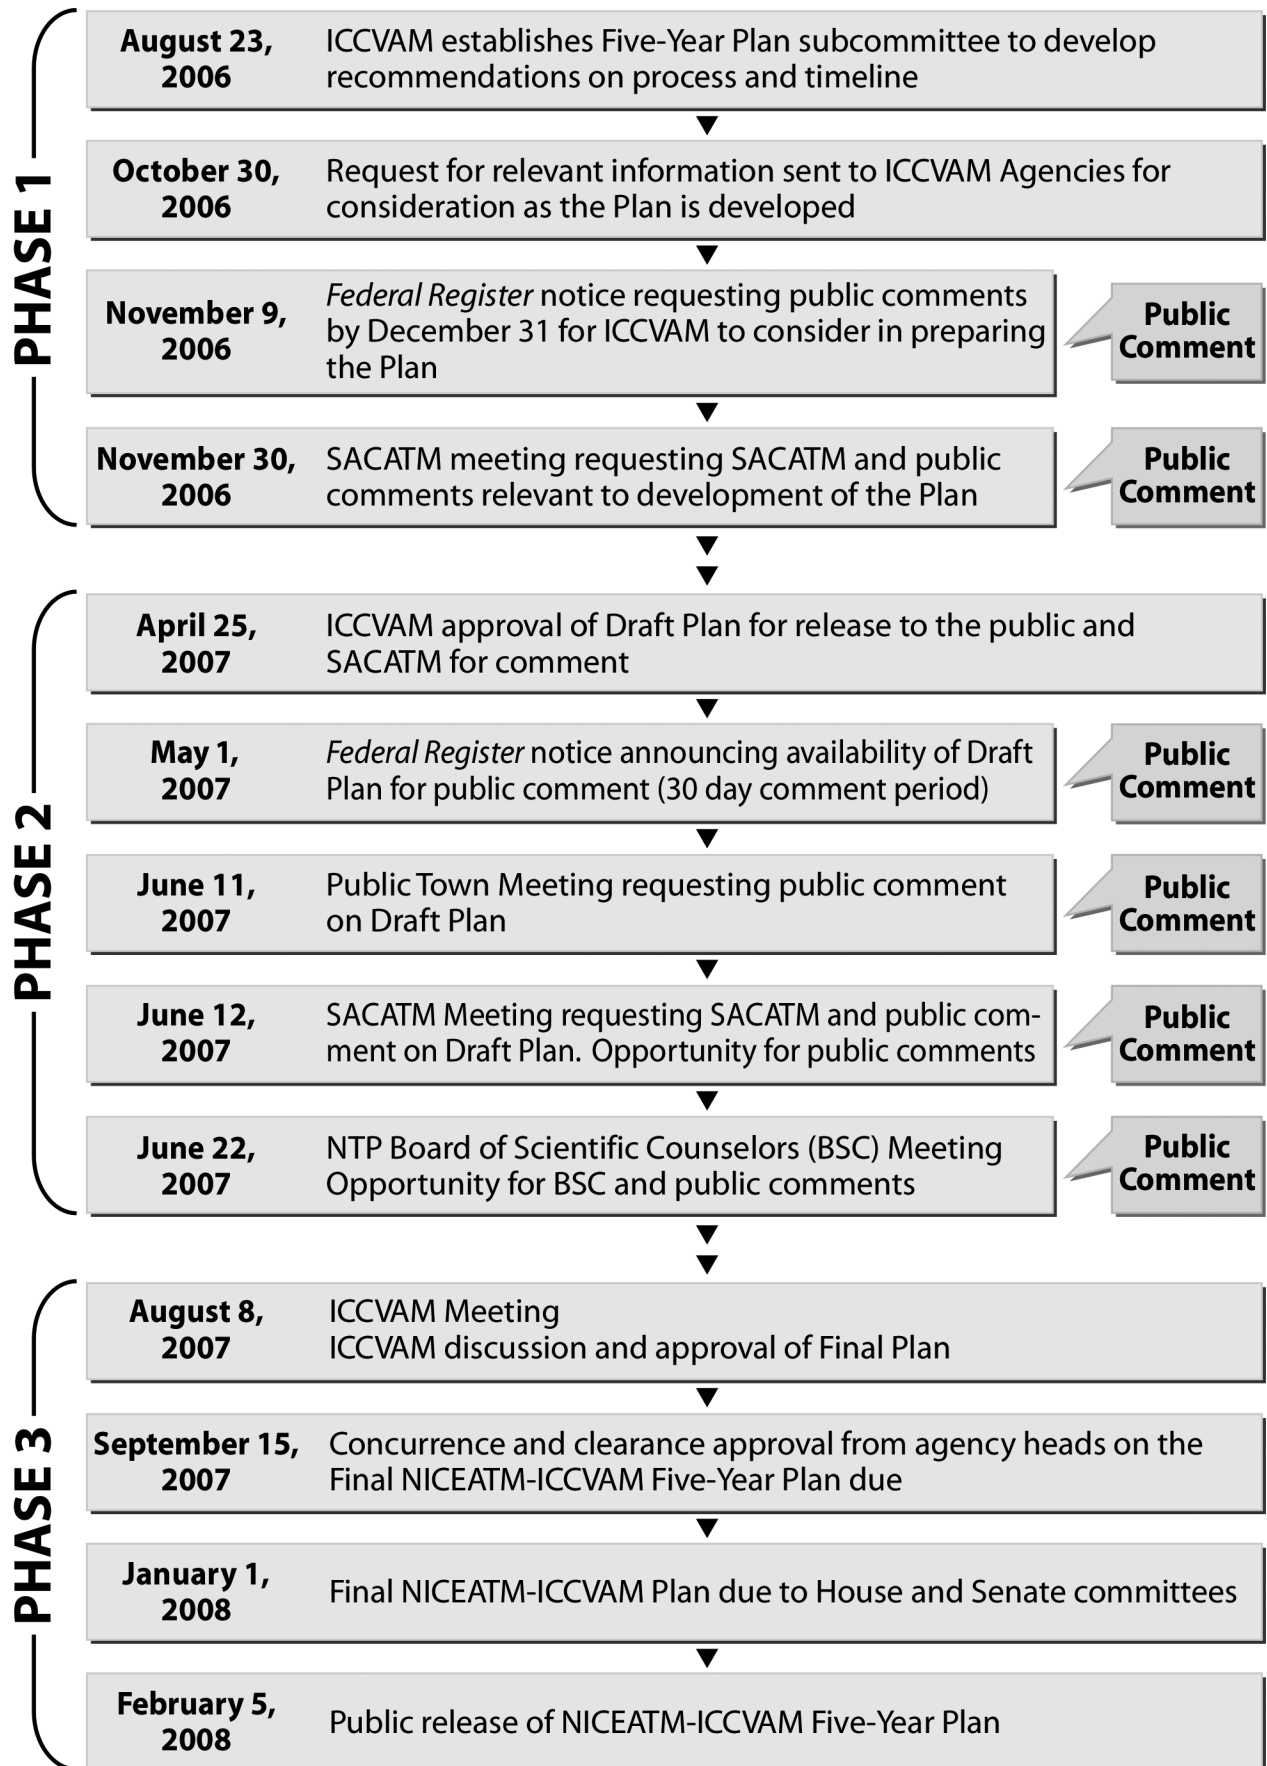 PHASE 1
August 23,
2006
ICCVAM establishes Five-Year Plan subcommittee to develop
recommendations on process and timeline
October 30,
2006
Request for relevant information sent to ICCVAM Agencies for
consideration as the Plan is developed
November 9,
2006
Federal Register notice requesting public comments
by December 31 for ICCVAM to consider in preparing
the Plan
Public
Comment
November 30,
2006
SACATM meeting requesting SACATM and public
comments relevant to development of the Plan
Public
Comment
PHASE 2
April 25,
2007
ICCVAM approval of Draft Plan for release to the public and
SACATM for comment
May 1,
2007
Federal Register notice announcing availability of Draft
Plan for public comment (30 day comment period)
Public
Comment
June 11,
2007
Public Town Meeting requesting public comment
on Draft Plan
Public
Comment
June 12,
2007
SACATM Meeting requesting SACATM and public com-
ment on Draft Plan. Opportunity for public comments
Public
Comment
June 22,
2007
NTP Board of Scientific Counselors (BSC) Meeting
Opportunity for BSC and public comments
Public
Comment
PHASE 3
August 8,
2007
ICCVAM Meeting
ICCVAM discussion and approval of Final Plan
September 15,
2007
Concurrence and clearance approval from agency heads on the
Final NICEATM-ICCVAM Five-Year Plan due
January 1,
2008
Final NICEATM-ICCVAM Plan due to House and Senate committees
February 5,
2008
Public release of NICEATM-ICCVAM Five-Year Plan